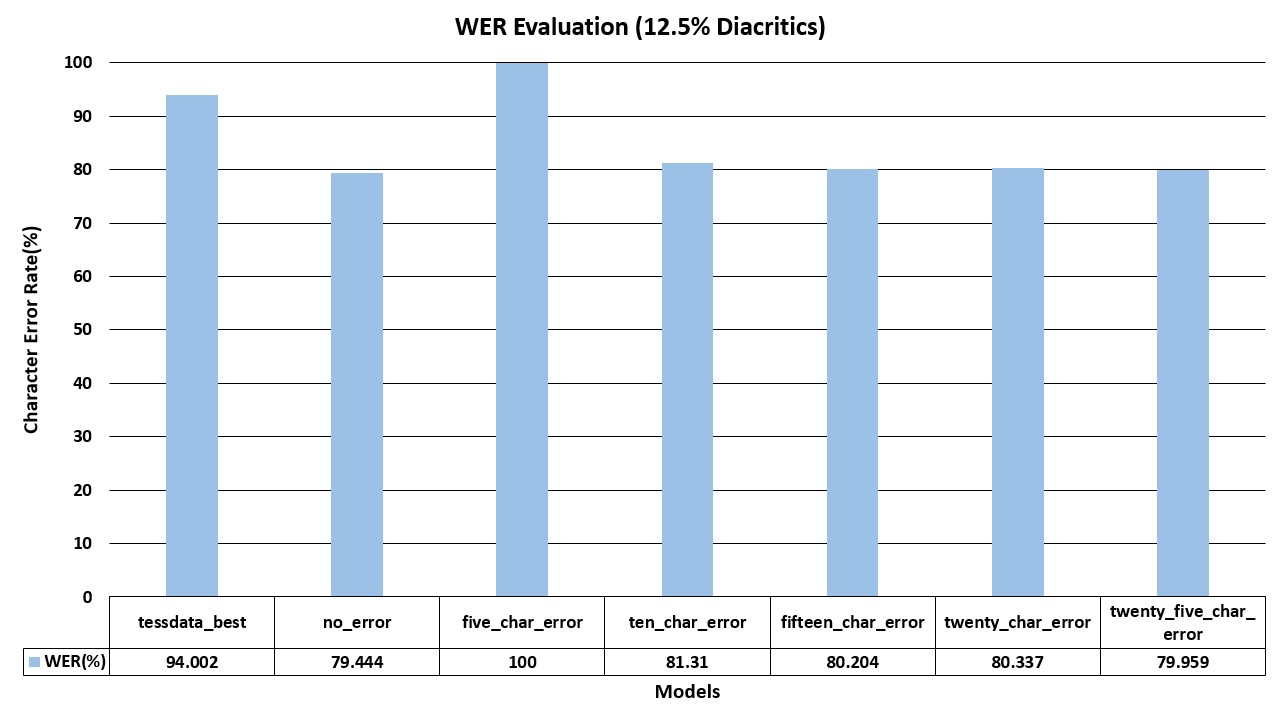 WER Evaluation (12.5% Diacritics)
100
90
80
70
60
50
40
30
20
10
0
Character Error Rate(%)
tessdata_best no_error five_char_error ten_char_error fifteen_char_error twenty_char_error twenty_five_char_
error
WER(%) 94.002 79.444 100 81.31 80.204 80.337 79.959
Models